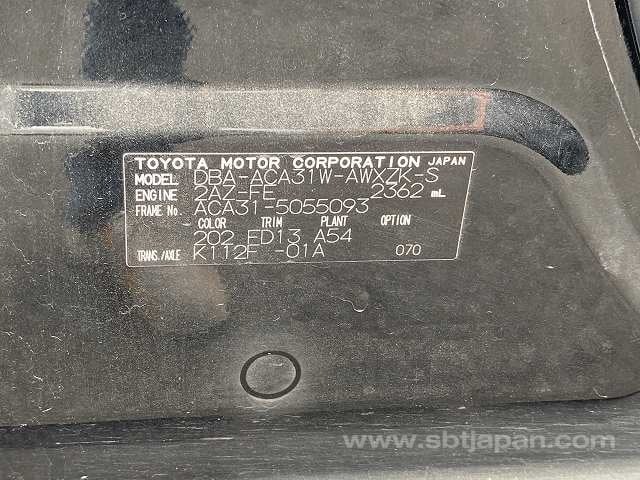 TOYOTA MOTOR CORPORATION JAPAN
MODEL DBA-ACA31W-AWXZK-S
ENGINE 2AZ-FE 2362 mL
FRAME No. ACA31-5055093
COLOR TRIM PLANT OPTION
202 FD13 A54
TRANS./AXLE K112F -01A 070
www.sbtjapan.com